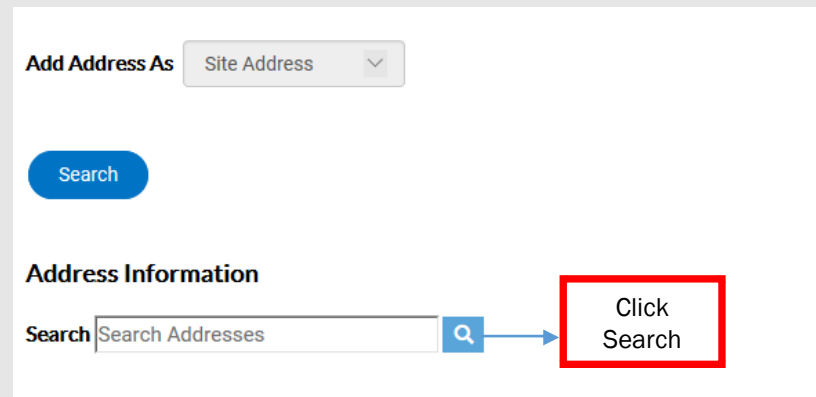 Add Address As Site Address
Search
Address Information
Search Search Addresses
Click
Search